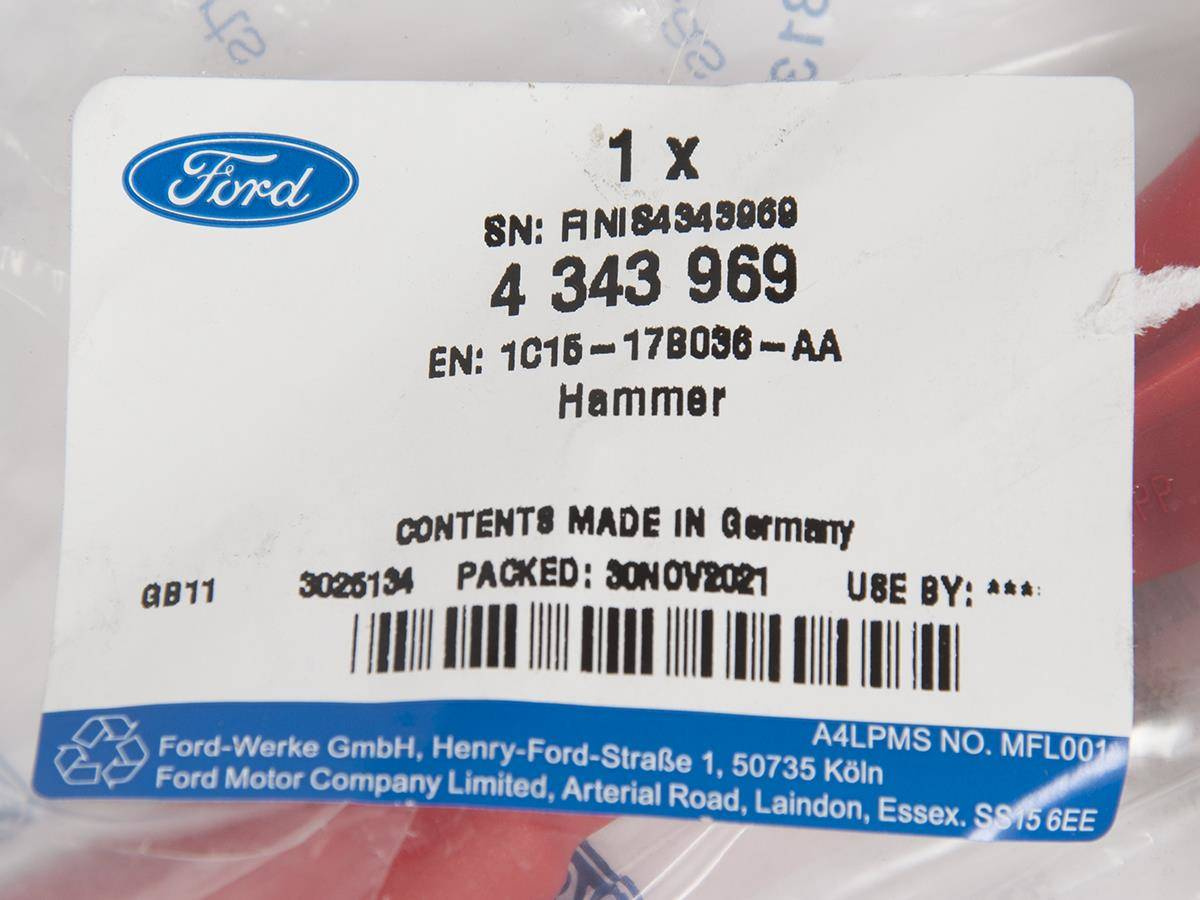 Ford
1 x
SN: FINIS4343969
4 343 969
EN: 1C15-17B036-AA
Hammer
CONTENTS MADE IN Germany
GB11 3025134 PACKED: 30NOV2021 USE BY: ***
A4LPMS NO. MFL001
Ford-Werke GmbH, Henry-Ford-Straße 1, 50735 Köln
Ford Motor Company Limited, Arterial Road, Laindon, Essex. SS15 6EE
PP